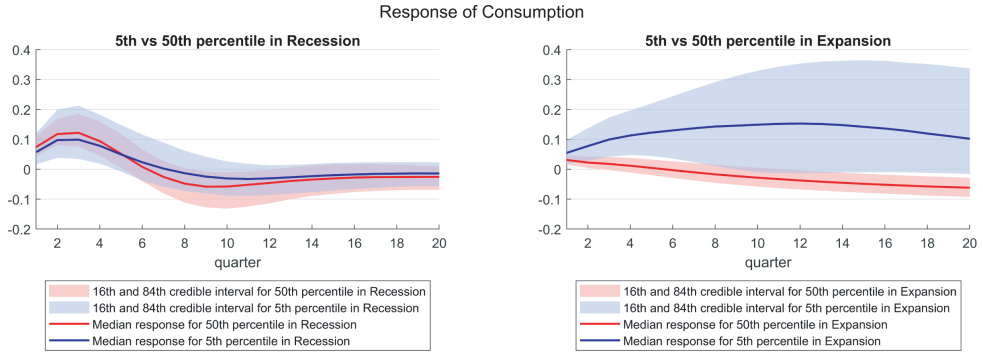 Response of Consumption
5th vs 50th percentile in Recession
0.4
0.3
0.2
0.1
0
-0.1
-0.2
2 4 6 8 10 12 14 16 18 20
quarter
16th and 84th credible interval for 50th percentile in Recession
16th and 84th credible interval for 5th percentile in Recession
Median response for 50th percentile in Recession
Median response for 5th percentile in Recession
5th vs 50th percentile in Expansion
0.4
0.3
0.2
0.1
0
-0.1
-0.2
2 4 6 8 10 12 14 16 18 20
quarter
16th and 84th credible interval for 50th percentile in Expansion
16th and 84th credible interval for 5th percentile in Expansion
Median response for 50th percentile in Expansion
Median response for 5th percentile in Expansion